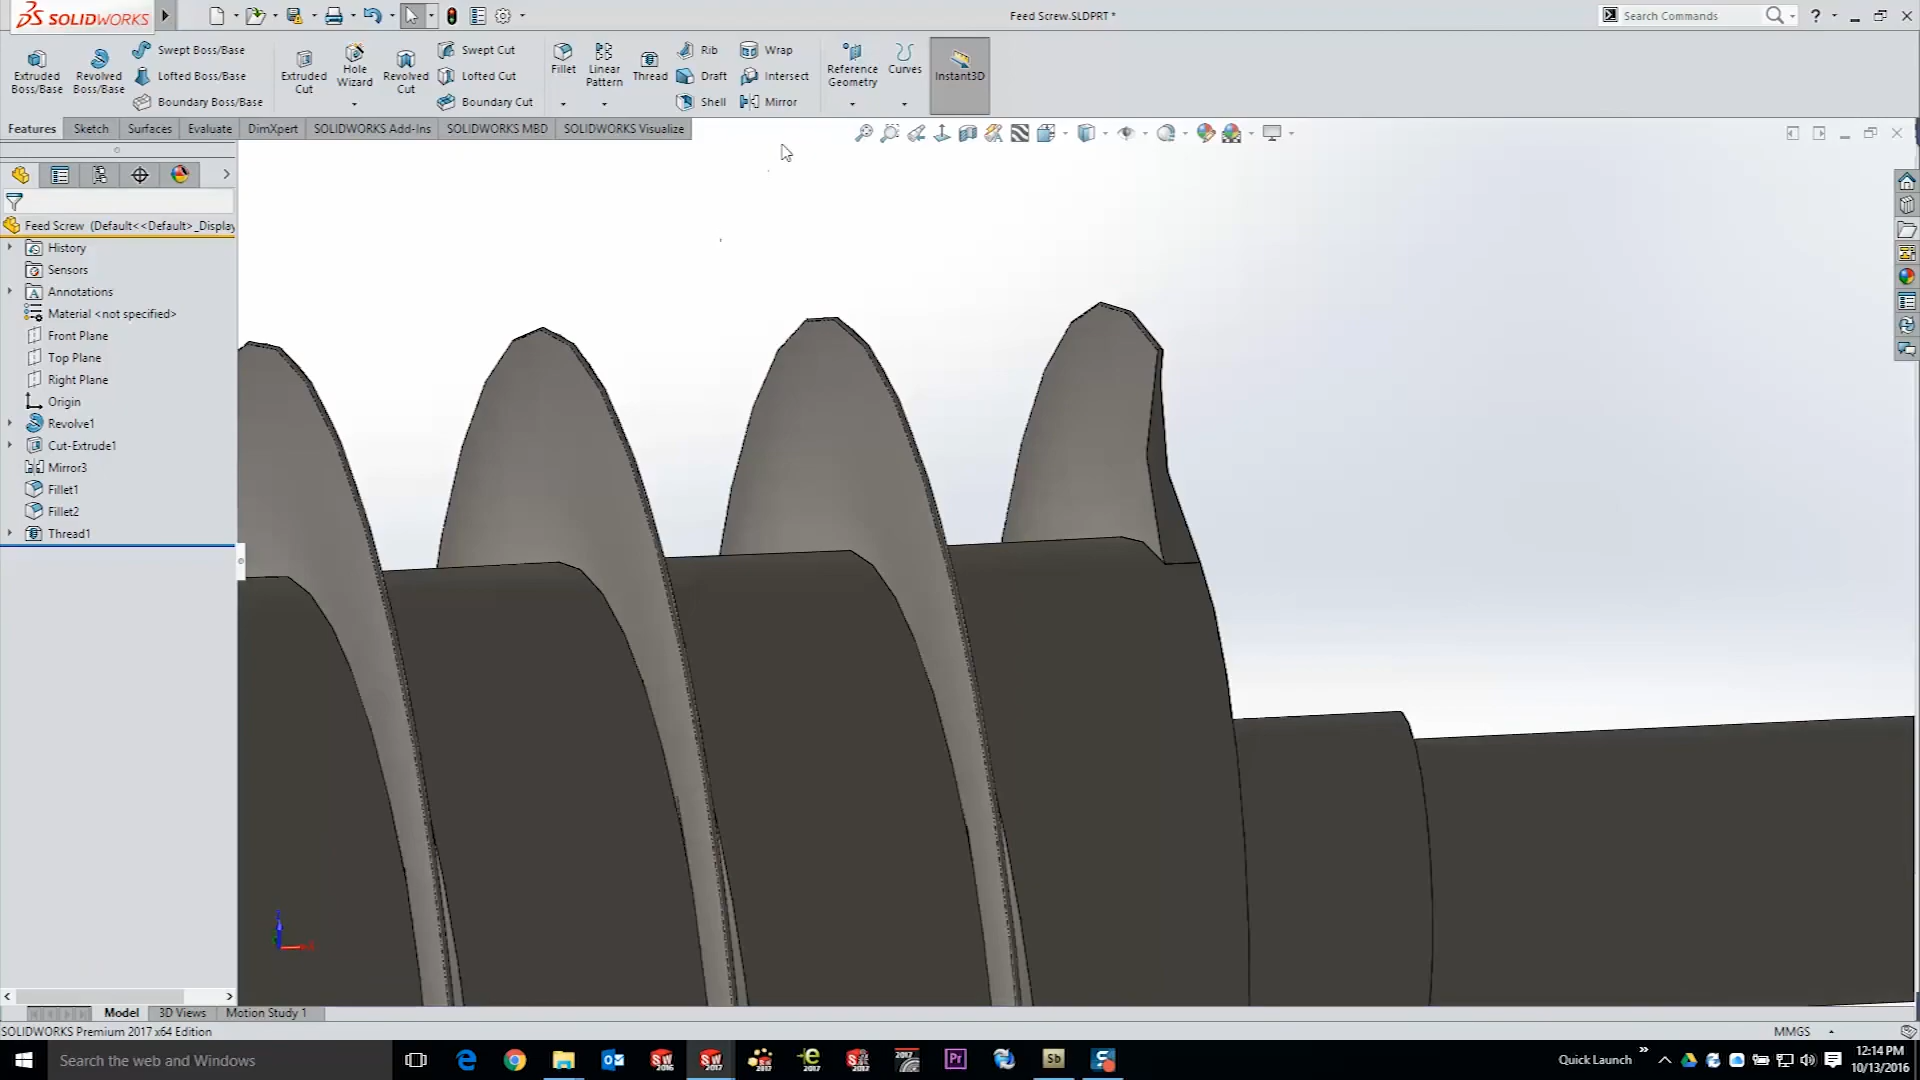 SOLIDWORKS
Feed Screw.SLDPRT *
Search Commands
?
Extruded Boss/Base
Revolved Boss/Base
Swept Boss/Base
Lofted Boss/Base
Boundary Boss/Base
Extruded Cut
Hole Wizard
Revolved Cut
Swept Cut
Lofted Cut
Boundary Cut
Fillet
Linear Pattern
Thread
Rib
Draft
Shell
Wrap
Intersect
Mirror
Reference Geometry
Curves
Instant3D
Features
Sketch
Surfaces
Evaluate
DimXpert
SOLIDWORKS Add-Ins
SOLIDWORKS MBD
SOLIDWORKS Visualize
Feed Screw (Default<<Default>_Display
History
Sensors
Annotations
Material <not specified>
Front Plane
Top Plane
Right Plane
Origin
Revolve1
Cut-Extrude1
Mirror3
Fillet1
Fillet2
Thread1
Model
3D Views
Motion Study 1
SOLIDWORKS Premium 2017 x64 Edition
MMGS
Search the web and Windows
Quick Launch
12:14 PM
10/13/2016